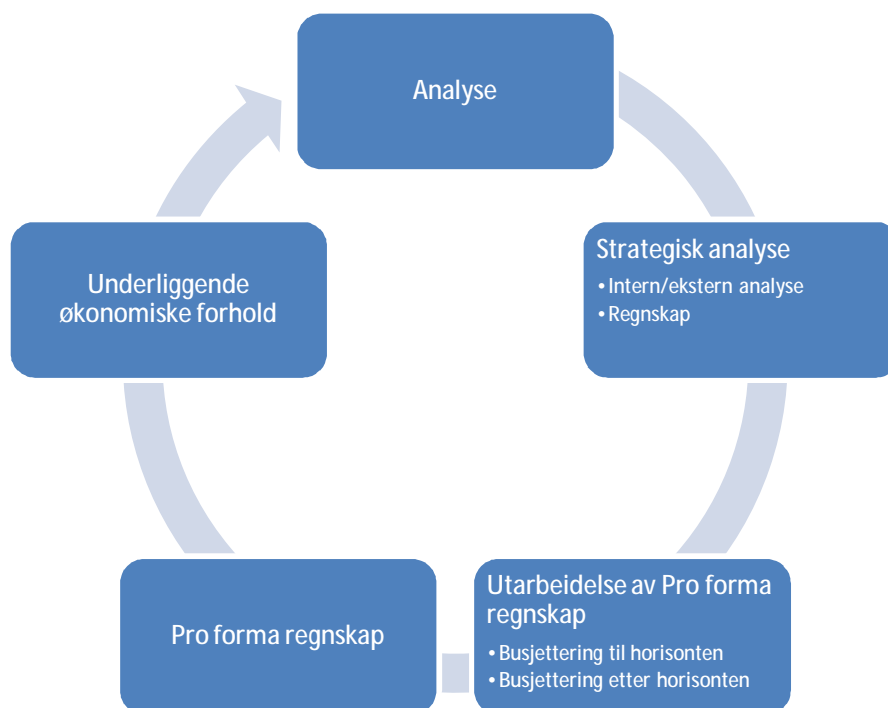 Analyse
Strategisk analyse
• Intern/ekstern analyse
• Regnskap
Utarbeidelse av Pro forma
regnskap
• Busjettering til horisonten
• Busjettering etter horisonten
Pro forma regnskap
Underliggende
økonomiske forhold